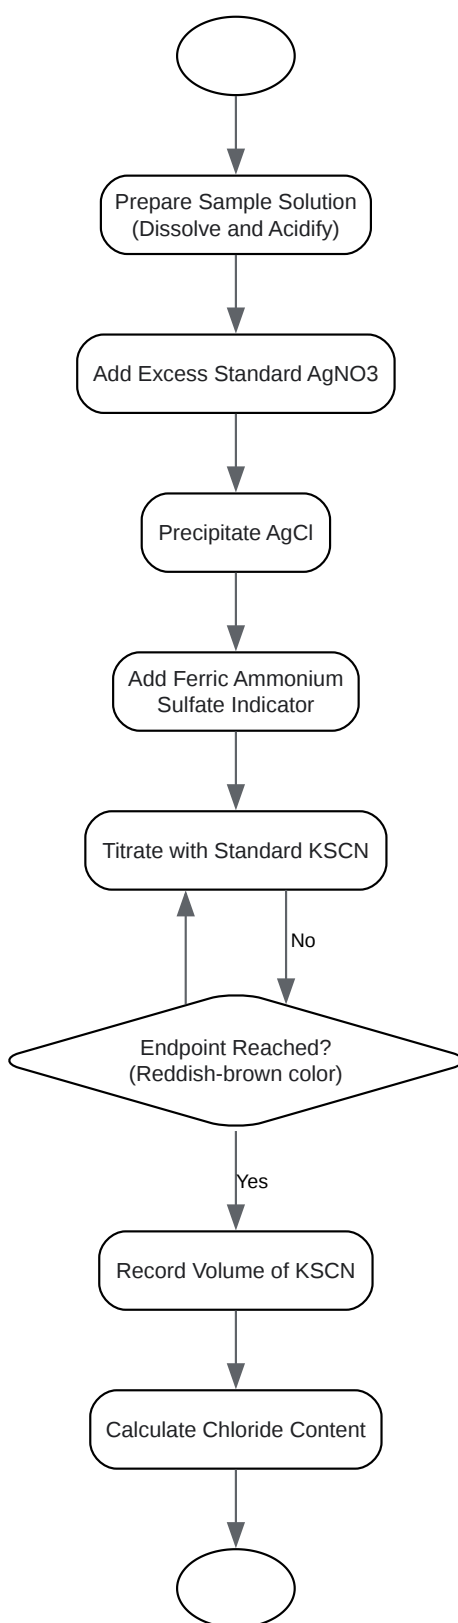 Prepare Sample Solution
(Dissolve and Acidify)
Add Excess Standard AgNO3
Precipitate AgCl
Add Ferric Ammonium
Sulfate Indicator
Titrate with Standard KSCN
No
Endpoint Reached?
(Reddish-brown color)
Yes
Record Volume of KSCN
Calculate Chloride Content